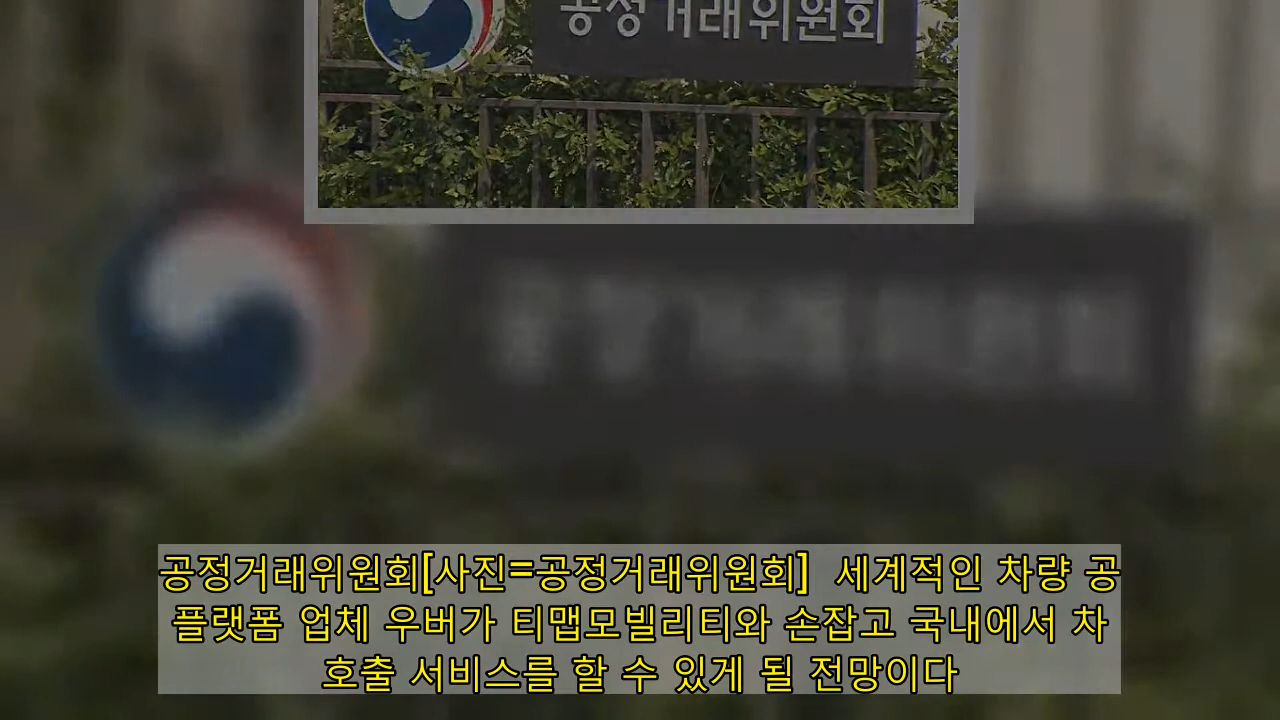 공정거래위원회
공정거래위원회[사진=공정거래위원회] 세계적인 차량 공
플랫폼 업체 우버가 티맵모빌리티와 손잡고 국내에서 차
호출 서비스를 할 수 있게 될 전망이다